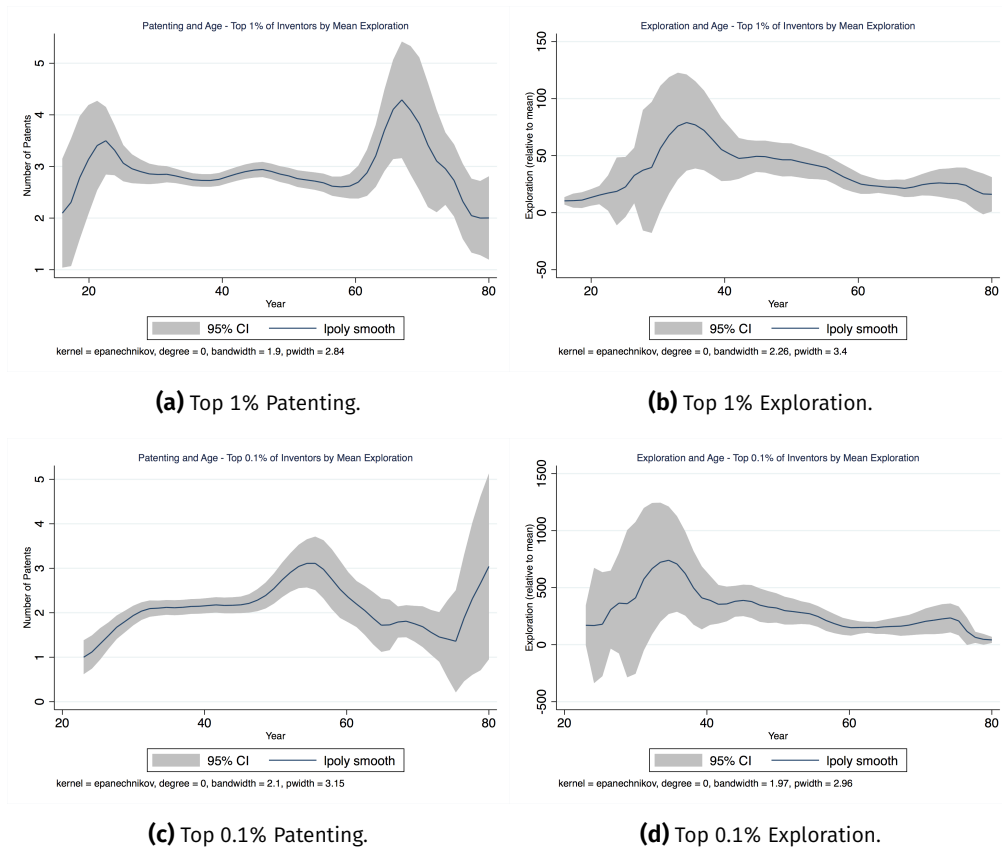 Patenting and Age - Top 1% of Inventors by Mean Exploration
Number of Patents
5
4
3
2
1
20 40 60 80
Year
95% CI lpoly smooth
kernel = epanechnikov, degree = 0, bandwidth = 1.9, pwidth = 2.84
(a) Top 1% Patenting.
Exploration and Age - Top 1% of Inventors by Mean Exploration
Exploration (relative to mean)
150
100
50
0
-50
20 40 60 80
Year
95% CI lpoly smooth
kernel = epanechnikov, degree = 0, bandwidth = 2.26, pwidth = 3.4
(b) Top 1% Exploration.
Patenting and Age - Top 0.1% of Inventors by Mean Exploration
Number of Patents
5
4
3
2
1
0
20 40 60 80
Year
95% CI lpoly smooth
kernel = epanechnikov, degree = 0, bandwidth = 2.1, pwidth = 3.15
(c) Top 0.1% Patenting.
Exploration and Age - Top 0.1% of Inventors by Mean Exploration
Exploration (relative to mean)
1500
1000
500
0
-500
20 40 60 80
Year
95% CI lpoly smooth
kernel = epanechnikov, degree = 0, bandwidth = 1.97, pwidth = 2.96
(d) Top 0.1% Exploration.